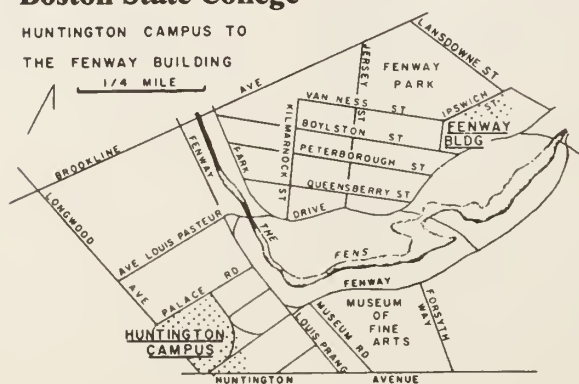 Boston State College
HUNTINGTON CAMPUS TO
THE FENWAY BUILDING
1/4 MILE
LANSDOWNE ST
JERSEY ST
FENWAY
PARK
AVE
VAN NESS ST
IPSWICH
ST.
BOYLSTON ST
FENWAY
BLDG
KILMARNOCK ST
PETERBOROUGH ST
FENWAY
PARK
BROOKLINE
QUEENSBERRY ST
DRIVE
LONGWOOD
AVE
AVE LOUIS PASTEUR
THE
FENS
FENWAY
PALACE RD
MUSEUM
OF
FINE
ARTS
FORSYTH
WAY
MUSEUM RD
LOUIS PRANG
HUNTINGTON
CAMPUS
HUNTINGTON AVENUE